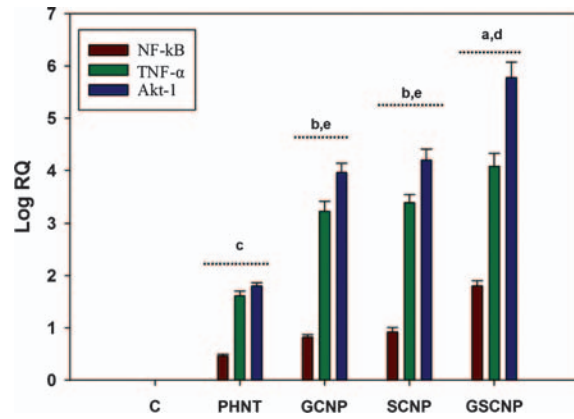 7
6
5
4
3
2
1
0
Log RQ
NF-kB
TNF-α
Akt-1
c
b,e
b,e
a,d
C
PHNT
GCNP
SCNP
GSCNP